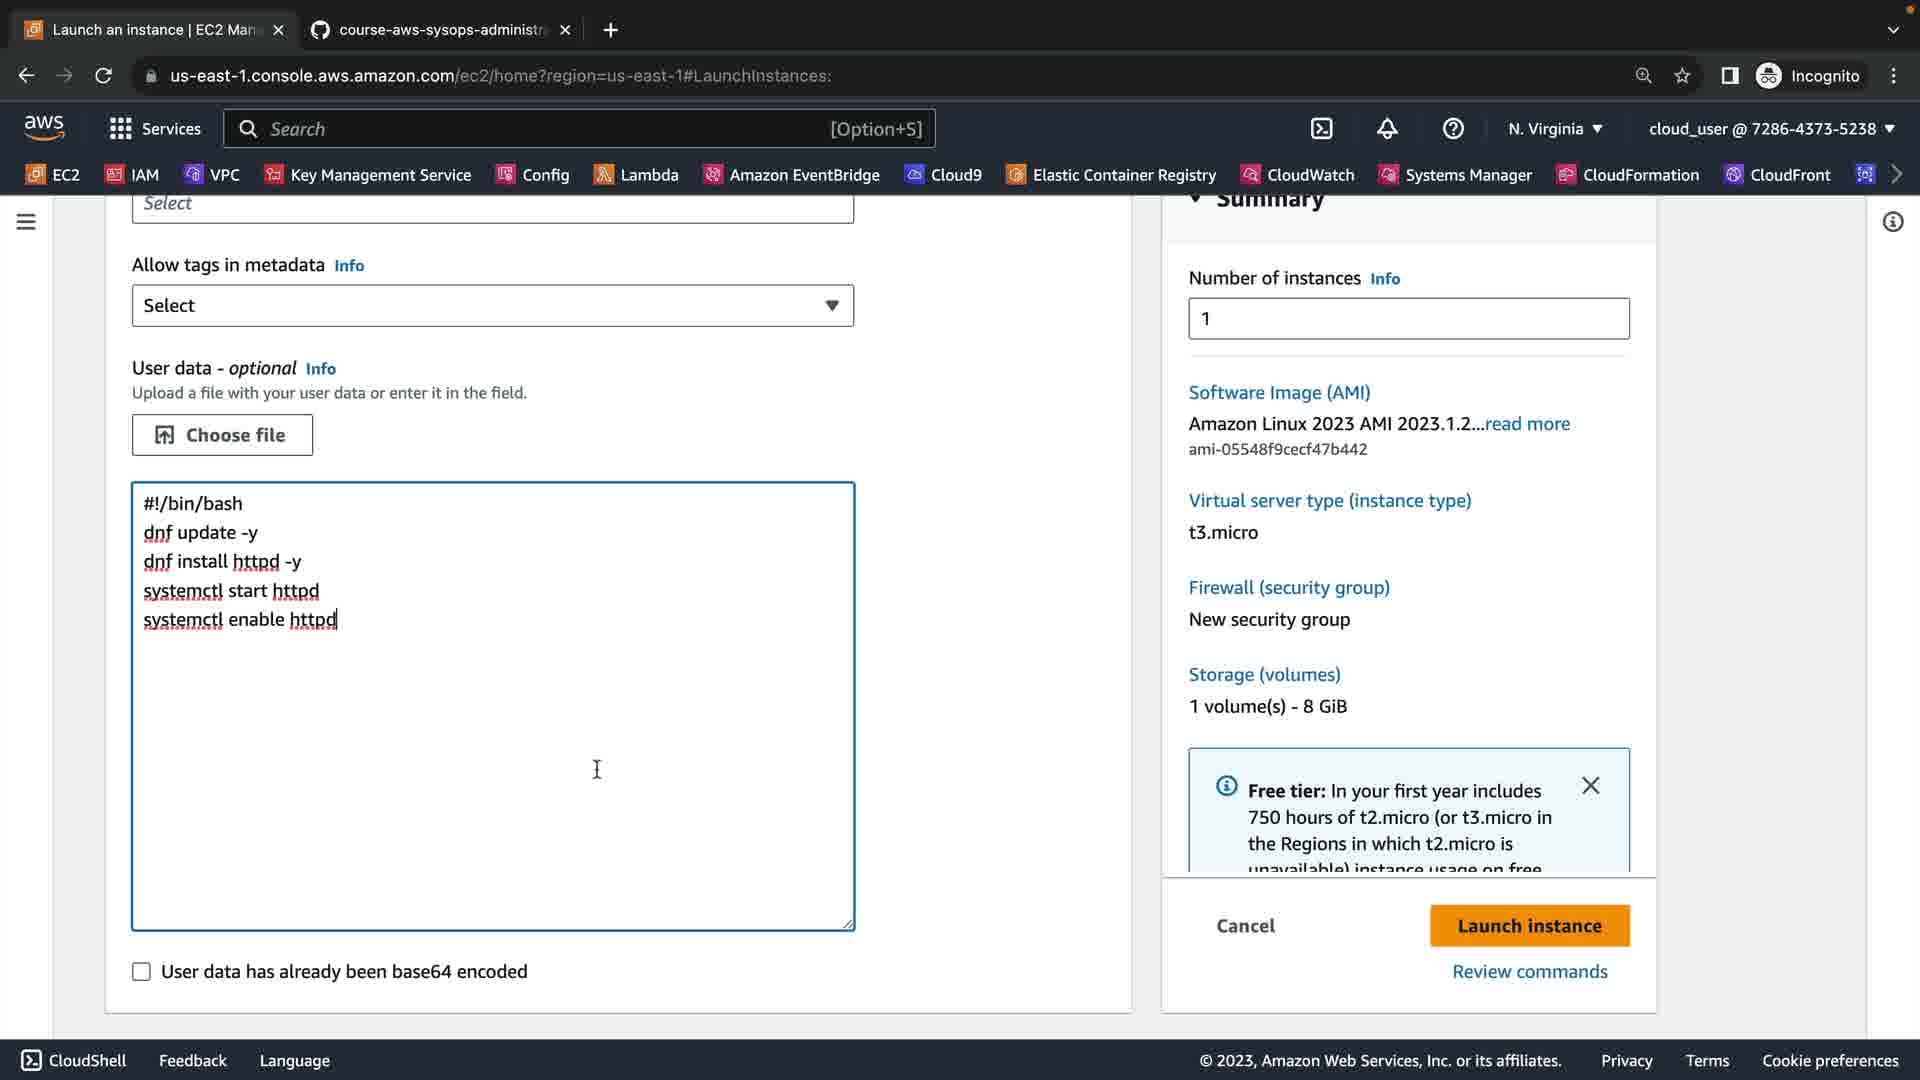 Launch an instance | EC2 Man
course-aws-sysops-administra
us-east-1.console.aws.amazon.com/ec2/home?region=us-east-1#LaunchInstances:
Incognito
aws
Services
Search
[Option+S]
N. Virginia
cloud_user @ 7286-4373-5238
EC2
IAM
VPC
Key Management Service
Config
Lambda
Amazon EventBridge
Cloud9
Elastic Container Registry
CloudWatch
Systems Manager
CloudFormation
CloudFront
Select
Allow tags in metadata Info
Select
User data - optional Info
Upload a file with your user data or enter it in the field.
Choose file
#!/bin/bash
dnf update -y
dnf install httpd -y
systemctl start httpd
systemctl enable httpd
User data has already been base64 encoded
Summary
Number of instances Info
1
Software Image (AMI)
Amazon Linux 2023 AMI 2023.1.2...read more
ami-05548f9cecf47b442
Virtual server type (instance type)
t3.micro
Firewall (security group)
New security group
Storage (volumes)
1 volume(s) - 8 GiB
Free tier: In your first year includes
750 hours of t2.micro (or t3.micro in
the Regions in which t2.micro is
unavailable) instance usage on free
Cancel
Launch instance
Review commands
CloudShell
Feedback
Language
© 2023, Amazon Web Services, Inc. or its affiliates.
Privacy
Terms
Cookie preferences